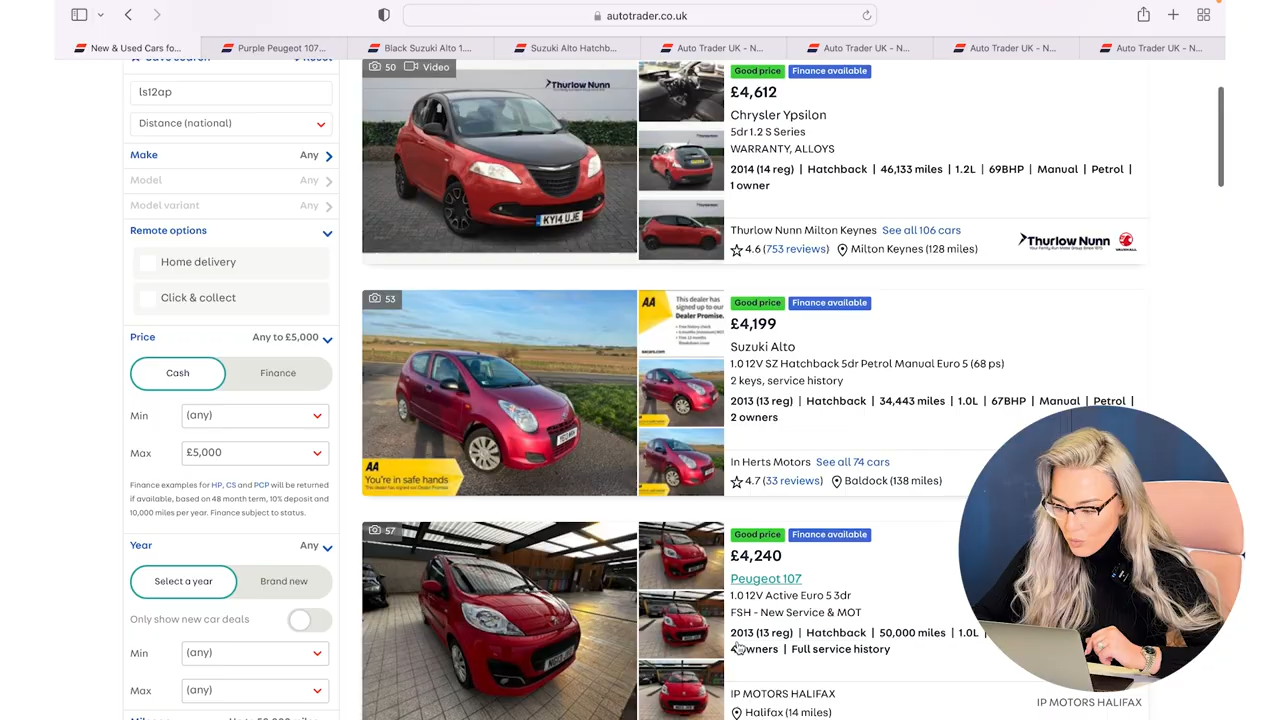 autotrader.co.uk
New & Used Cars fo...
Purple Peugeot 107...
Black Suzuki Alto 1....
Suzuki Alto Hatchb...
Auto Trader UK - N...
Auto Trader UK - N...
Auto Trader UK - N...
Auto Trader UK - N...
ls12ap
Distance (national)
Make Any
Model Any
Model variant Any
Remote options
Home delivery
Click & collect
Price Any to £5,000
Cash Finance
Min (any)
Max £5,000
Finance examples for HP, CS and PCP will be returned
if available, based on 48 month term, 10% deposit and
10,000 miles per year. Finance subject to status.
Year Any
Select a year Brand new
Only show new car deals
Min (any)
Max (any)
50 Video
Thurlow Nunn
KY14 UJE
Good price Finance available
£4,612
Chrysler Ypsilon
5dr 1.2 S Series
WARRANTY, ALLOYS
2014 (14 reg) | Hatchback | 46,133 miles | 1.2L | 69BHP | Manual | Petrol |
1 owner
Thurlow Nunn Milton Keynes See all 106 cars
4.6 (753 reviews) Milton Keynes (128 miles)
Thurlow Nunn
53
AA
You're in safe hands
AA
This dealer has
signed up to our
Dealer Promise.
Good price Finance available
£4,199
Suzuki Alto
1.0 12V SZ Hatchback 5dr Petrol Manual Euro 5 (68 ps)
2 keys, service history
2013 (13 reg) | Hatchback | 34,443 miles | 1.0L | 67BHP | Manual | Petrol |
2 owners
In Herts Motors See all 74 cars
4.7 (33 reviews) Baldock (138 miles)
57
Good price Finance available
£4,240
Peugeot 107
1.0 12V Active Euro 5 3dr
FSH - New Service & MOT
2013 (13 reg) | Hatchback | 50,000 miles | 1.0L |
owners | Full service history
IP MOTORS HALIFAX
Halifax (14 miles)
IP MOTORS HALIFAX